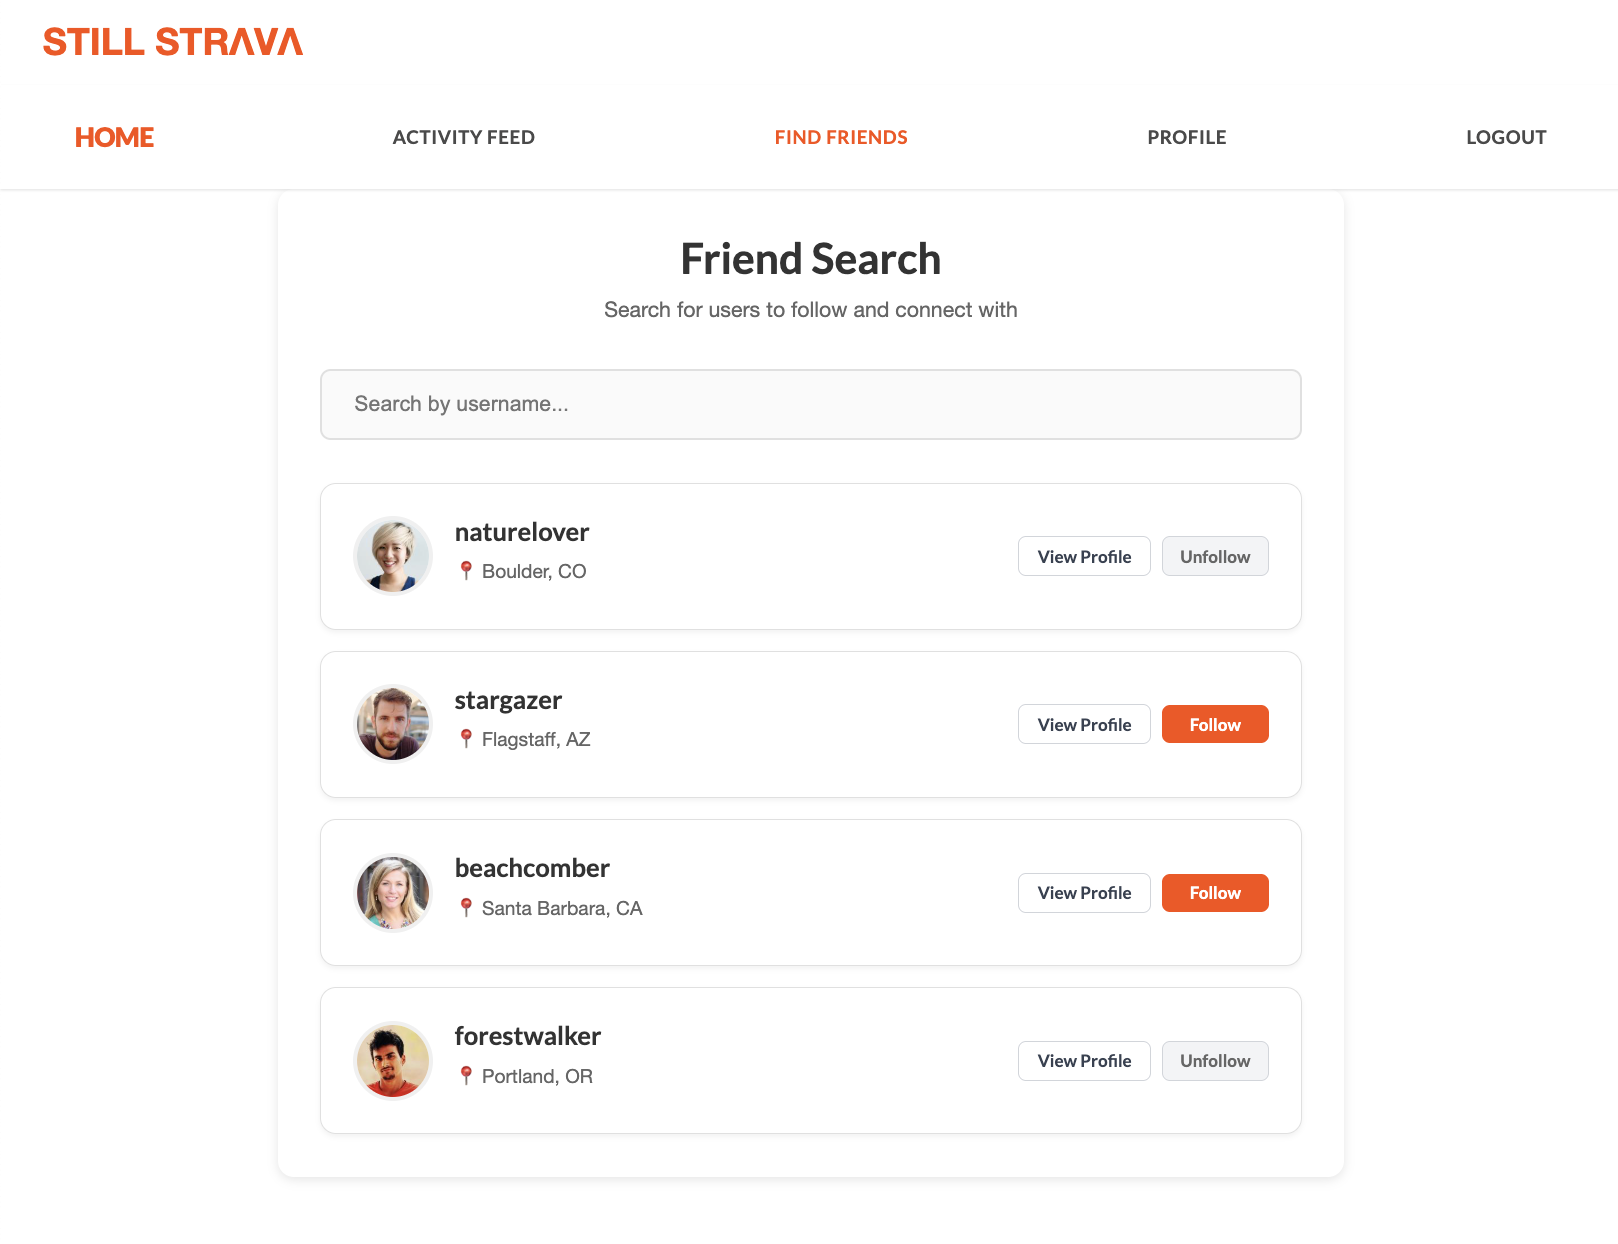 STILL STRAVA
HOME
ACTIVITY FEED
FIND FRIENDS
PROFILE
LOGOUT
Friend Search
Search for users to follow and connect with
Search by username...
naturelover
Boulder, CO
View Profile
Unfollow
stargazer
Flagstaff, AZ
View Profile
Follow
beachcomber
Santa Barbara, CA
View Profile
Follow
forestwalker
Portland, OR
View Profile
Unfollow